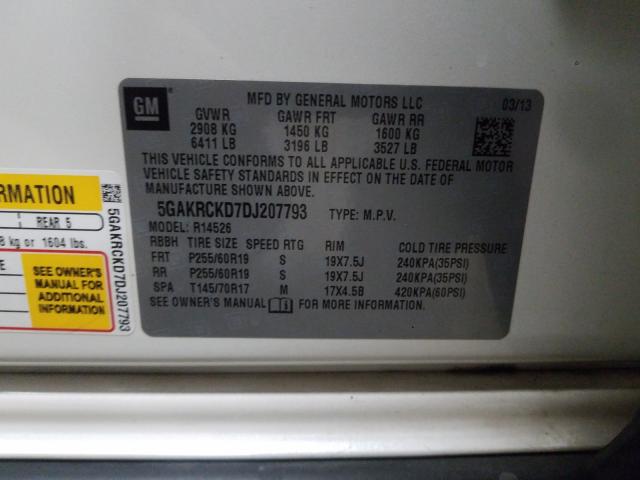 GM
MFD BY GENERAL MOTORS LLC
03/13
GVWR GAWR FRT GAWR RR
2908 KG 1450 KG 1600 KG
6411 LB 3196 LB 3527 LB
THIS VEHICLE CONFORMS TO ALL APPLICABLE U.S. FEDERAL MOTOR
VEHICLE SAFETY STANDARDS IN EFFECT ON THE DATE OF
MANUFACTURE SHOWN ABOVE.
5GAKRCKD7DJ207793 TYPE: M.P.V.
MODEL: R14526
RBBH TIRE SIZE SPEED RTG RIM COLD TIRE PRESSURE
FRT P255/60R19 S 19X7.5J 240KPA(35PSI)
RR P255/60R19 S 19X7.5J 240KPA(35PSI)
SPA T145/70R17 M 17X4.5B 420KPA(60PSI)
SEE OWNER'S MANUAL FOR MORE INFORMATION.
REAR 5
kg or 1604 lbs.
SEE OWNER'S
MANUAL FOR
ADDITIONAL
INFORMATION
5GAKRCKD7DJ207793